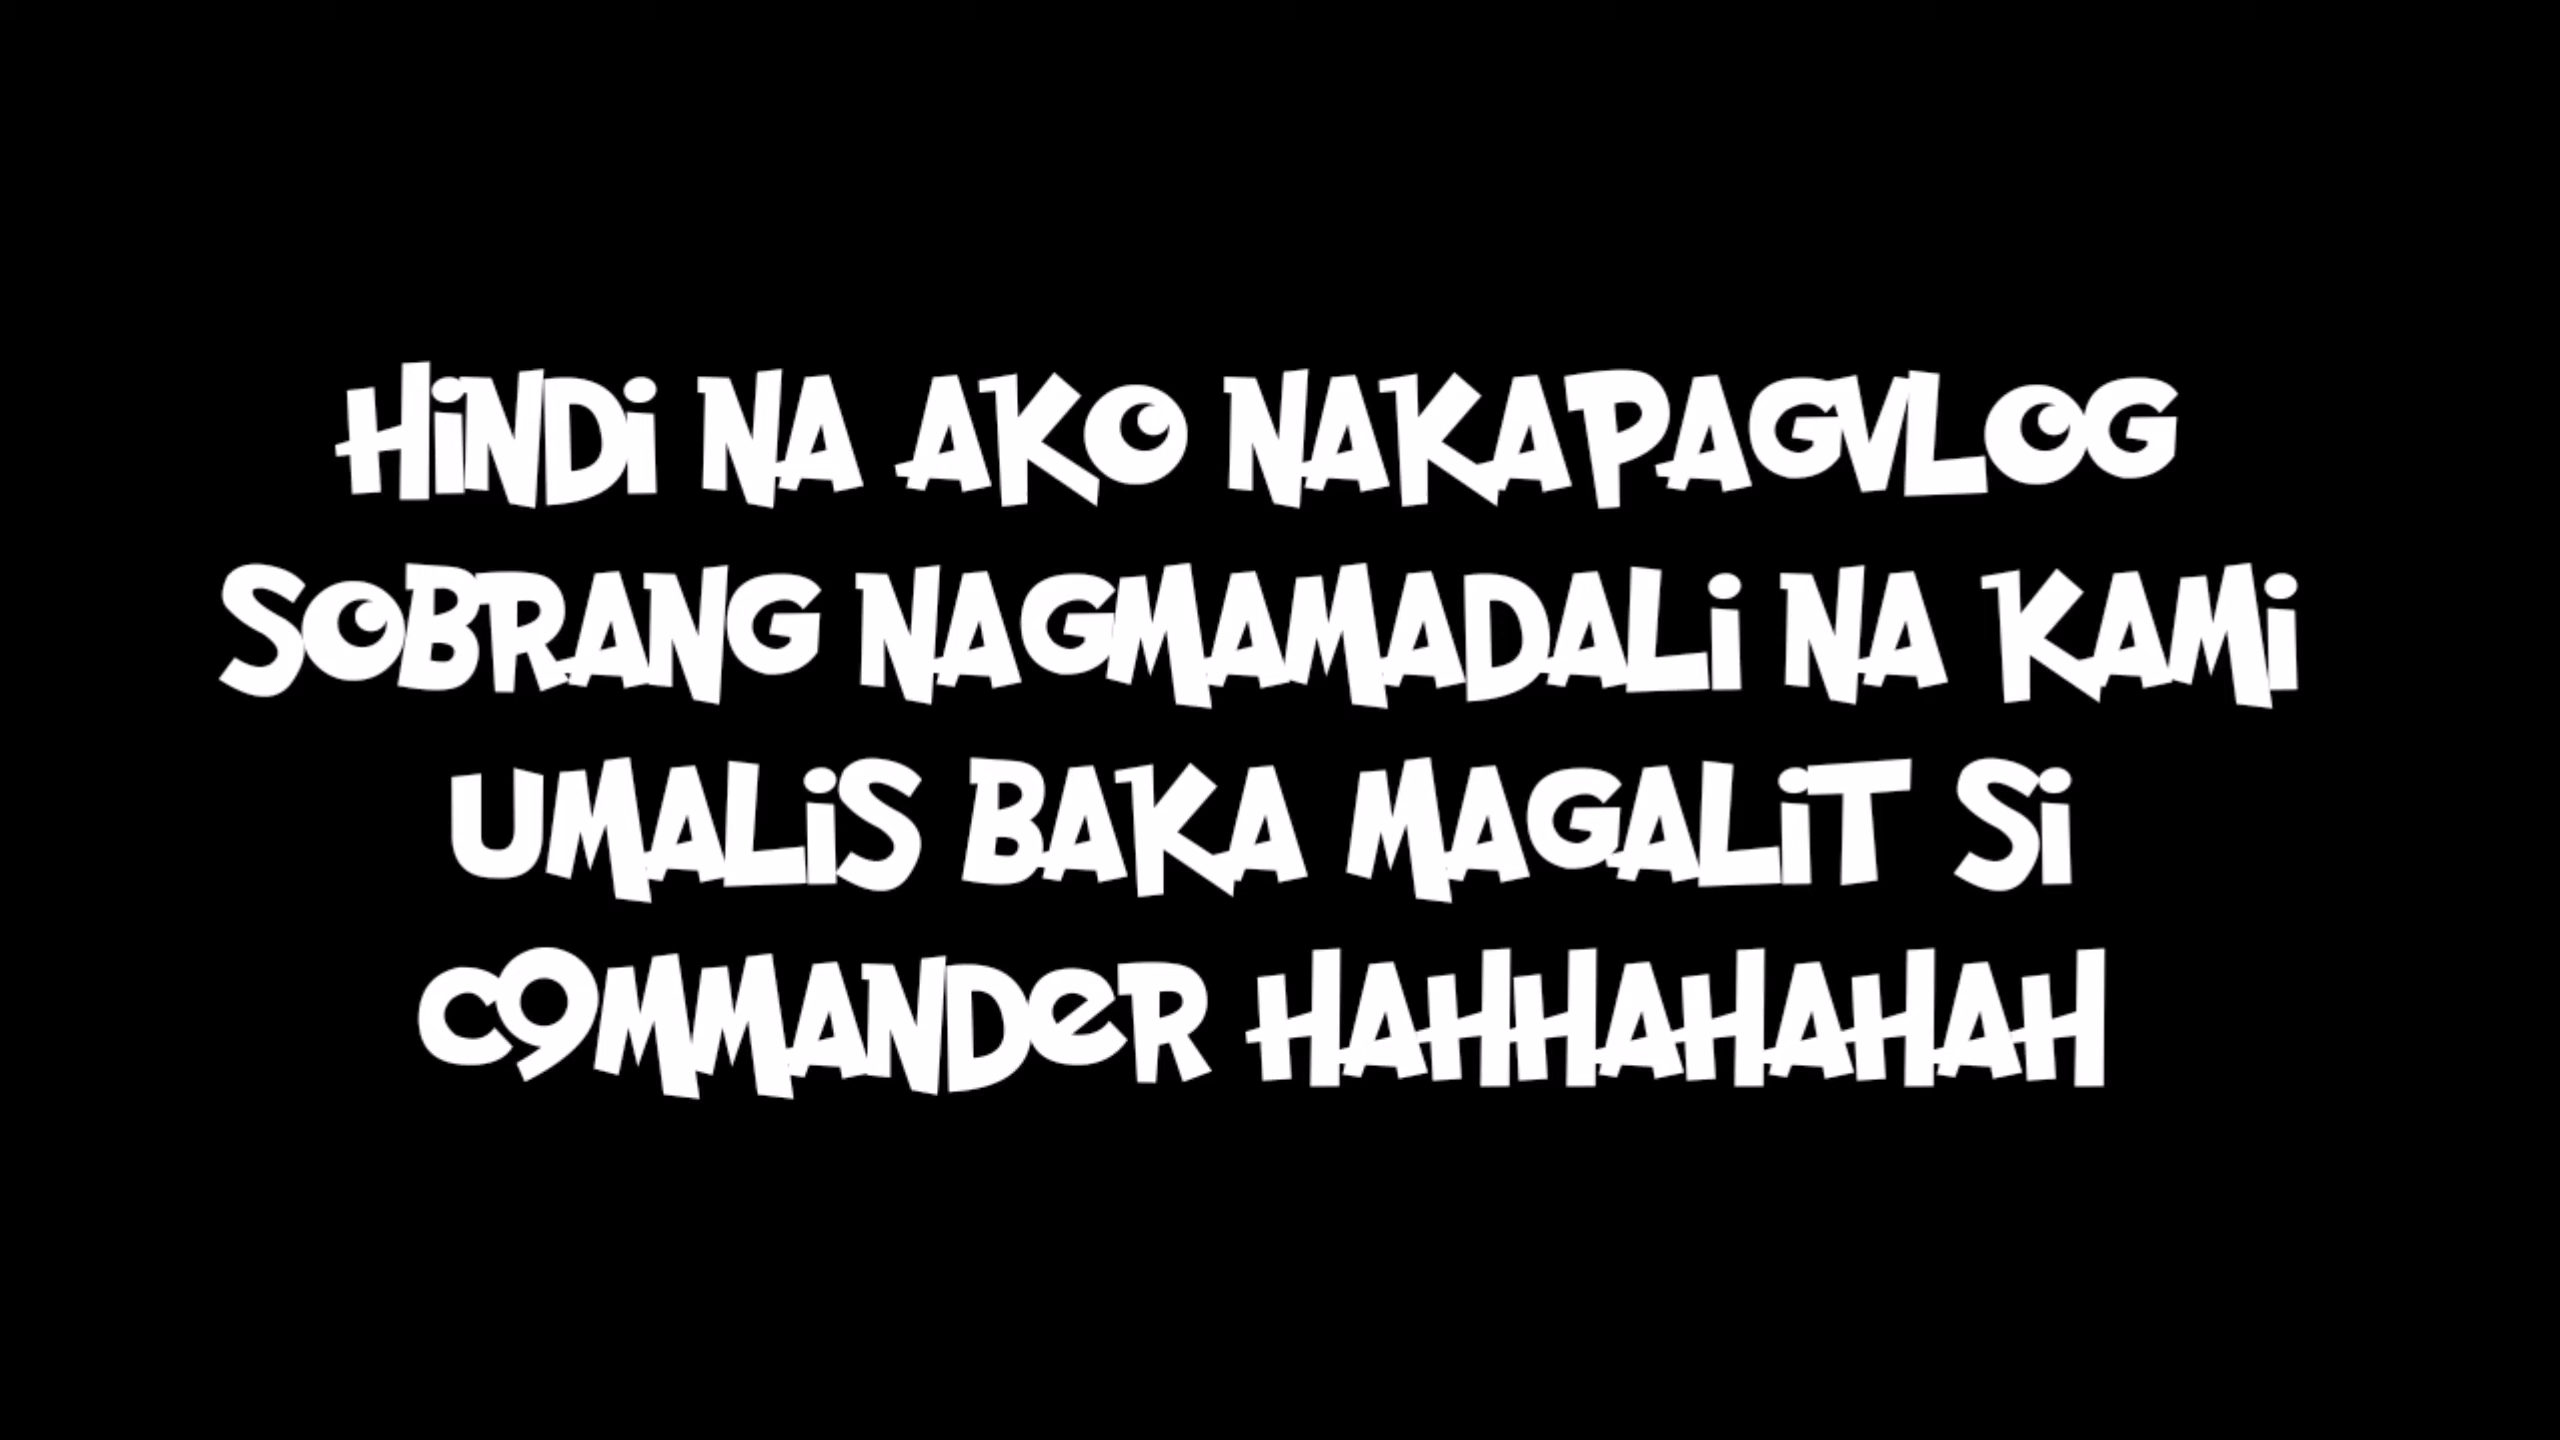 HiNDi NA AKO NAKAPAGVLOG
SOBRANG NAGMAMADALi NA KAMi
UMALiS BAKA MAGALiT Si
C9MMANDeR HAHHAHAHAH